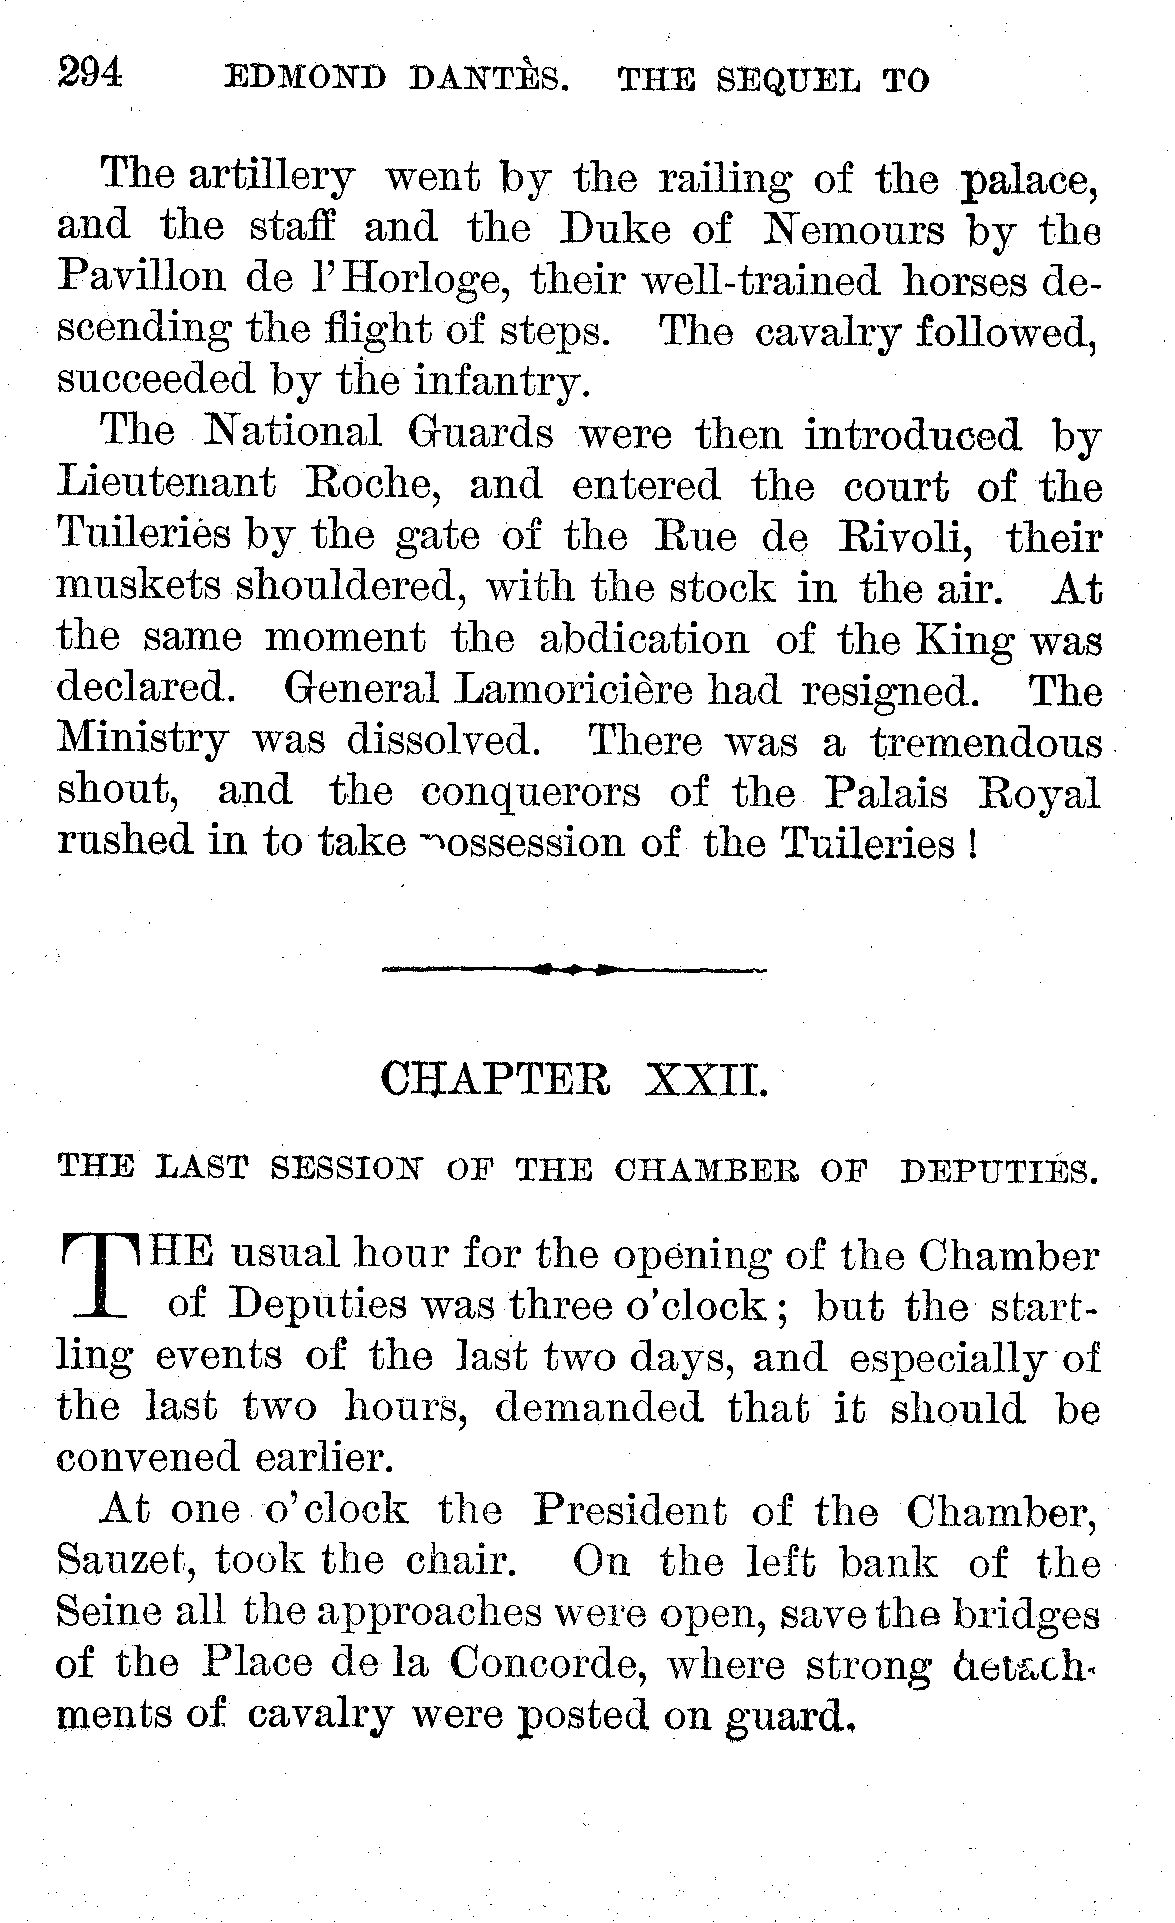 294 EDMOND DANTÈS. THE SEQUEL TO
The artillery went by the railing of the palace,
and the staff and the Duke of Nemours by the
Pavillon de l'Horloge, their well-trained horses de-
scending the flight of steps. The cavalry followed,
succeeded by the infantry.
The National Guards were then introduced by
Lieutenant Roche, and entered the court of the
Tuileries by the gate of the Rue de Rivoli, their
muskets shouldered, with the stock in the air. At
the same moment the abdication of the King was
declared. General Lamoricière had resigned. The
Ministry was dissolved. There was a tremendous
shout, and the conquerors of the Palais Royal
rushed in to take possession of the Tuileries!
CHAPTER XXII.
THE LAST SESSION OF THE CHAMBER OF DEPUTIES.
THE usual hour for the opening of the Chamber
of Deputies was three o'clock; but the start-
ling events of the last two days, and especially of
the last two hours, demanded that it should be
convened earlier.
At one o'clock the President of the Chamber,
Sauzet, took the chair. On the left bank of the
Seine all the approaches were open, save the bridges
of the Place de la Concorde, where strong detach-
ments of cavalry were posted on guard.